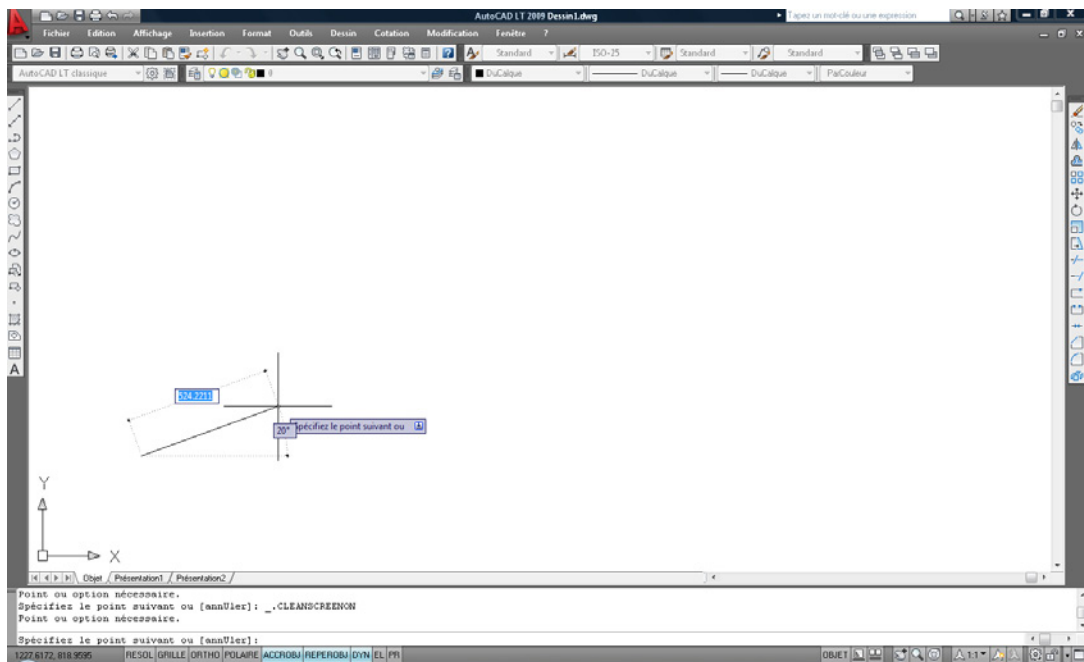 AutoCAD LT 2009 Dessin1.dwg
Tapez un mot-clé ou une expression
Fichier Edition Affichage Insertion Format Outils Dessin Cotation Modification Fenêtre ?
Standard ISO-25 Standard Standard
AutoCAD LT classique 0 DuCalque DuCalque DuCalque ParCouleur
A
524.2211
20° Spécifiez le point suivant ou
Y
X
Objet Présentation1 Présentation2
Point ou option nécessaire.
Spécifiez le point suivant ou [annUler]: _.CLEANSCREENON
Point ou option nécessaire.
Spécifiez le point suivant ou [annUler]:
1227.6172, 818.9595 RESOL GRILLE ORTHO POLAIRE ACCROBJ REPEROBJ DYN EL PR OBJET 1:1